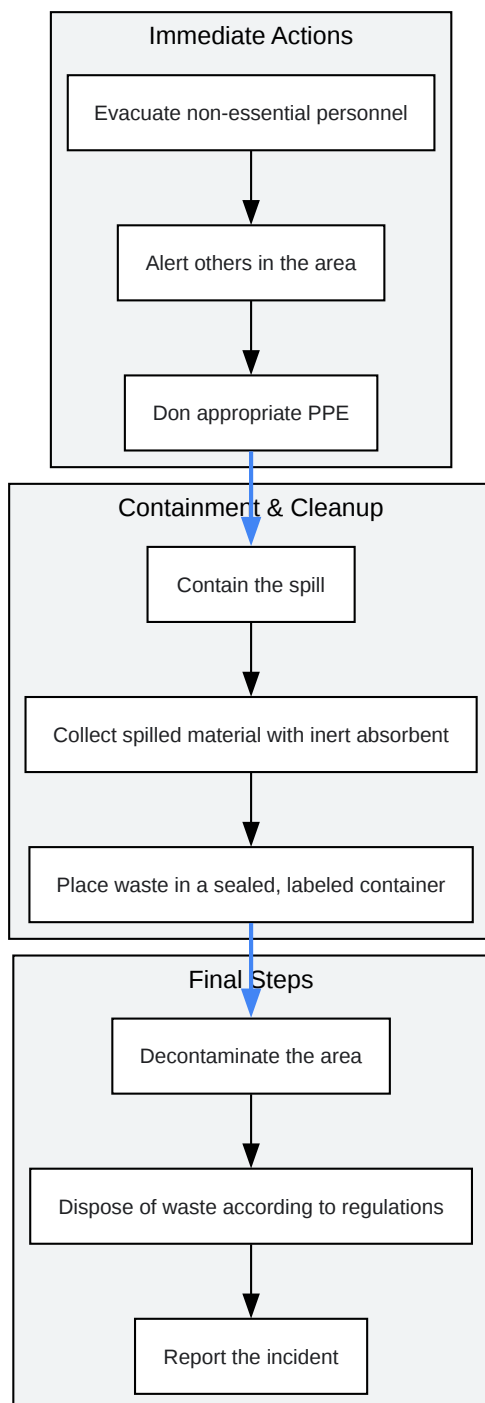 Immediate Actions
Evacuate non-essential personnel
Alert others in the area
Don appropriate PPE
Containment & Cleanup
Contain the spill
Collect spilled material with inert absorbent
Place waste in a sealed, labeled container
Final Steps
Decontaminate the area
Dispose of waste according to regulations
Report the incident